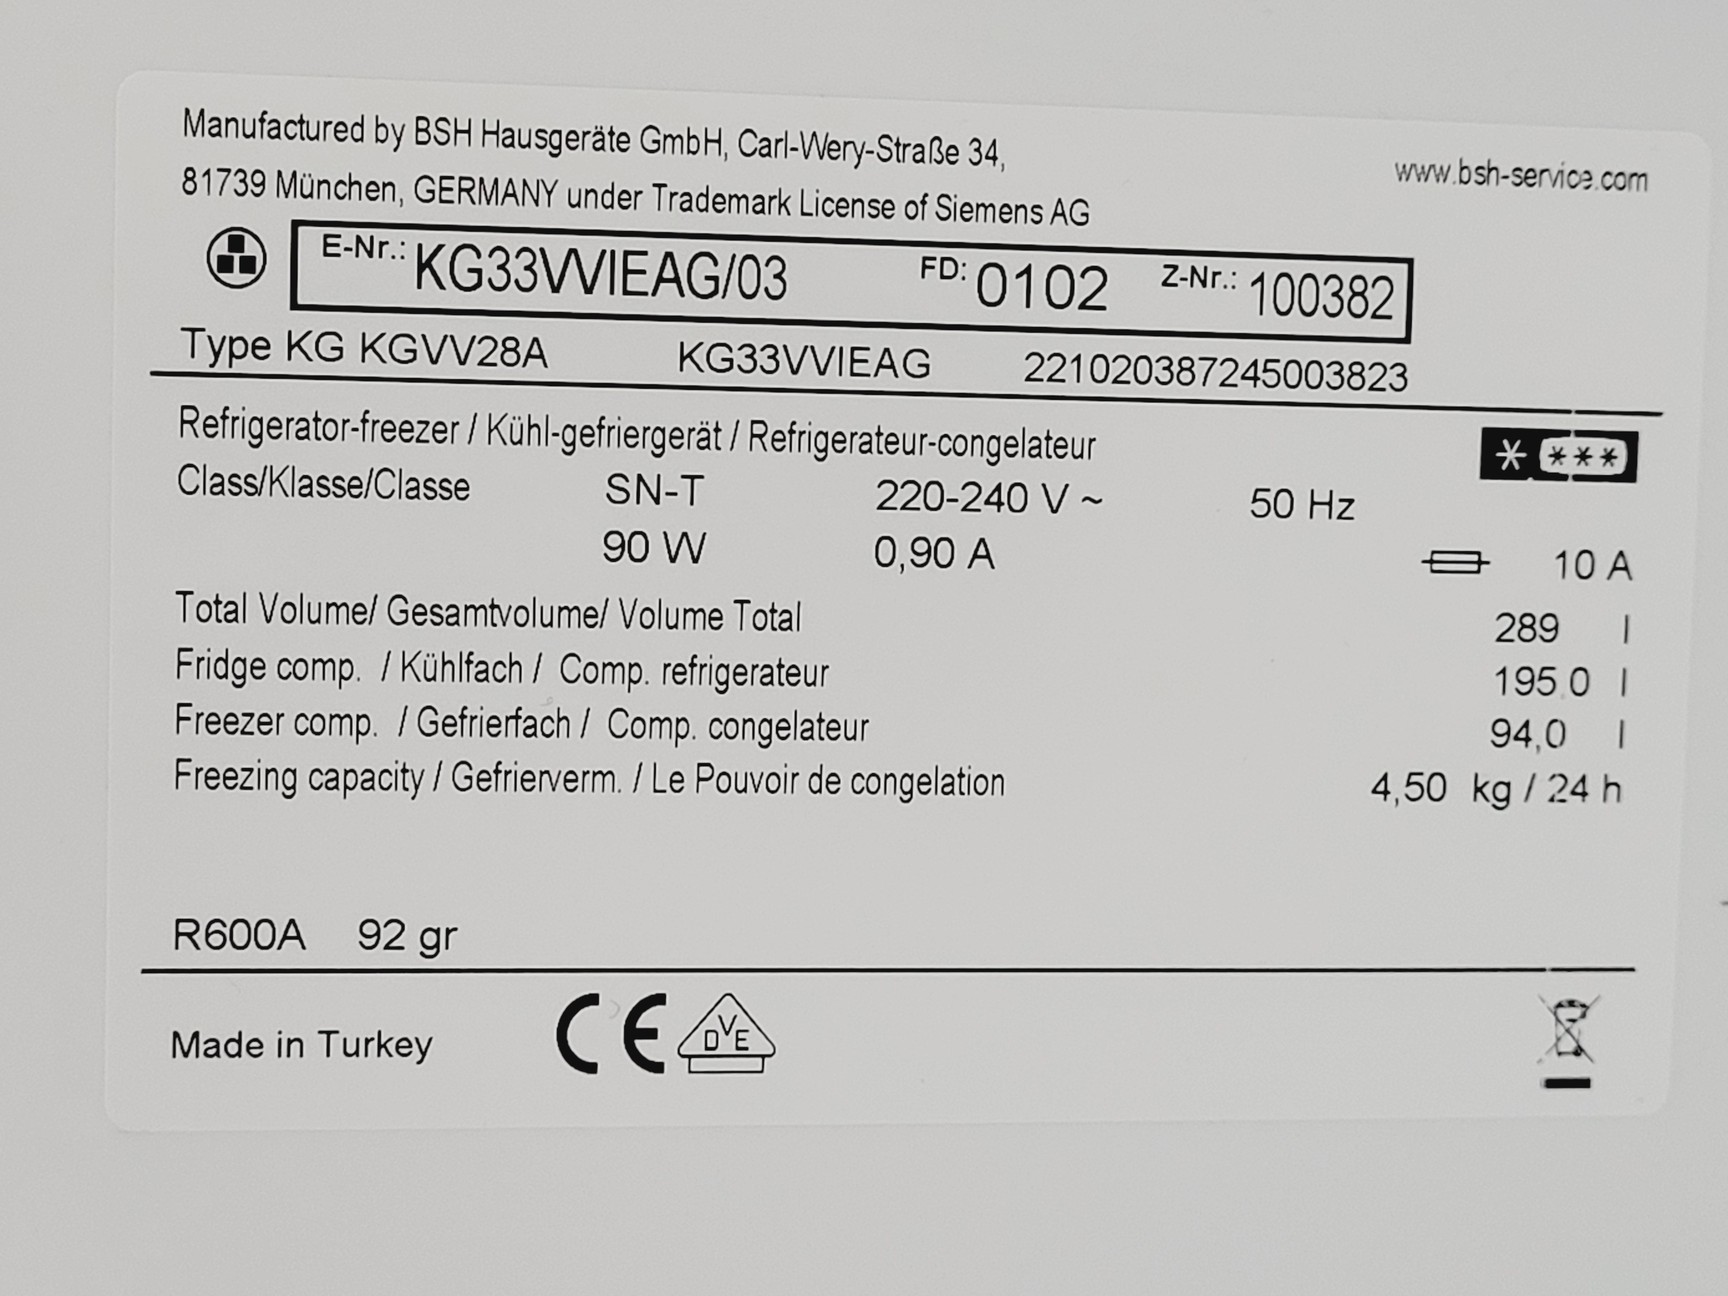 Manufactured by BSH Hausgeräte GmbH, Carl-Wery-Straße 34,
81739 München, GERMANY under Trademark License of Siemens AG
www.bsh-service.com
E-Nr.: KG33VVIEAG/03 FD: 0102 Z-Nr.: 100382
Type KG KGVV28A KG33VVIEAG 221020387245003823
Refrigerator-freezer / Kühl-gefriergerät / Refrigerateur-congelateur
Class/Klasse/Classe SN-T 220-240 V ~ 50 Hz
90 W 0,90 A 10 A
Total Volume/ Gesamtvolume/ Volume Total 289 l
Fridge comp. / Kühlfach / Comp. refrigerateur 195.0 l
Freezer comp. / Gefrierfach / Comp. congelateur 94,0 l
Freezing capacity / Gefrierverm. / Le Pouvoir de congelation 4,50 kg / 24 h
R600A 92 gr
Made in Turkey CE DVE